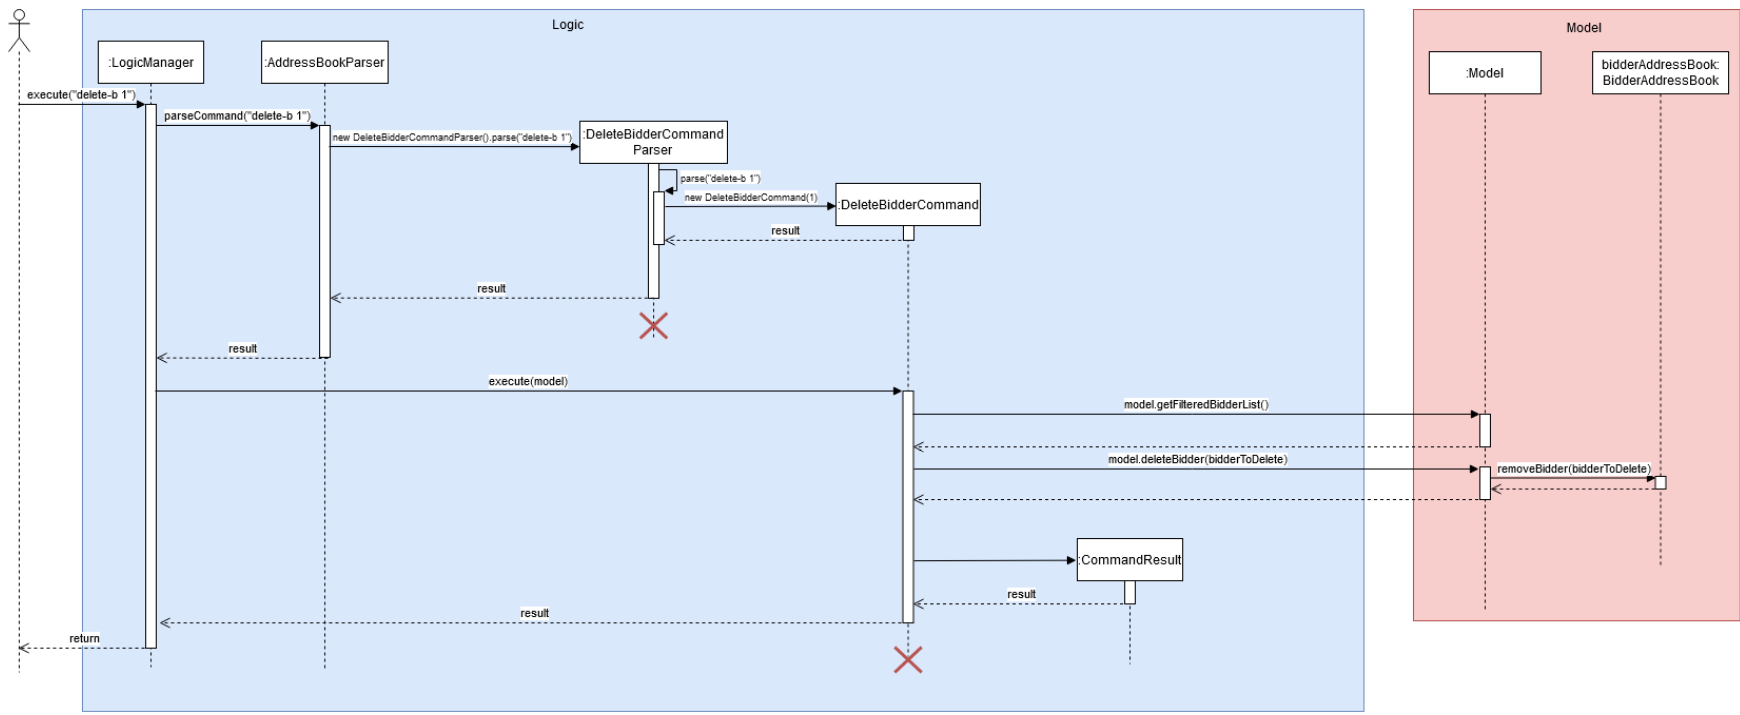 Logic
Model
:LogicManager
:AddressBookParser
:Model
bidderAddressBook:
BidderAddressBook
execute("delete-b 1")
parseCommand("delete-b 1")
new DeleteBidderCommandParser().parse("delete-b 1")
:DeleteBidderCommand
Parser
parse("delete-b 1")
new DeleteBidderCommand(1)
:DeleteBidderCommand
result
result
result
execute(model)
model.getFilteredBidderList()
model.deleteBidder(bidderToDelete)
removeBidder(bidderToDelete)
:CommandResult
result
result
return